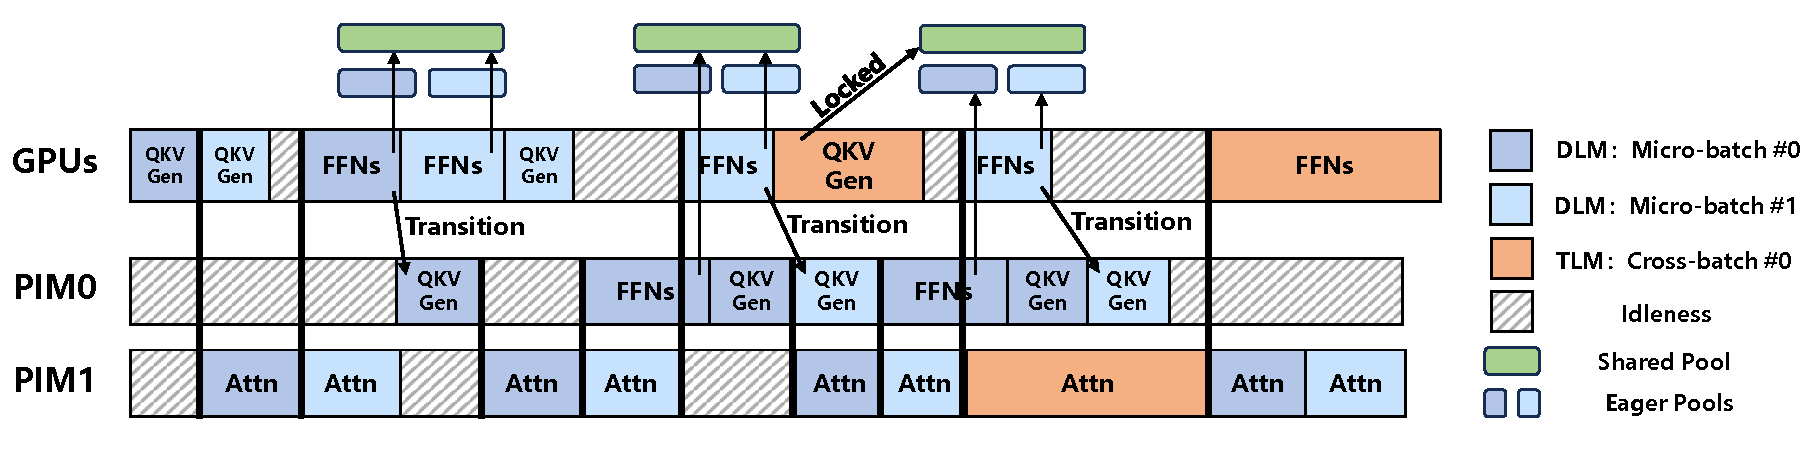 Locked
GPUs
QKV
Gen
QKV
Gen
FFNs
FFNs
QKV
Gen
FFNs
QKV
Gen
FFNs
FFNs
Transition
Transition
Transition
PIM0
QKV
Gen
FFNs
QKV
Gen
QKV
Gen
FFNs
QKV
Gen
QKV
Gen
PIM1
Attn
Attn
Attn
Attn
Attn
Attn
Attn
Attn
Attn
DLM: Micro-batch #0
DLM: Micro-batch #1
TLM: Cross-batch #0
Idleness
Shared Pool
Eager Pools